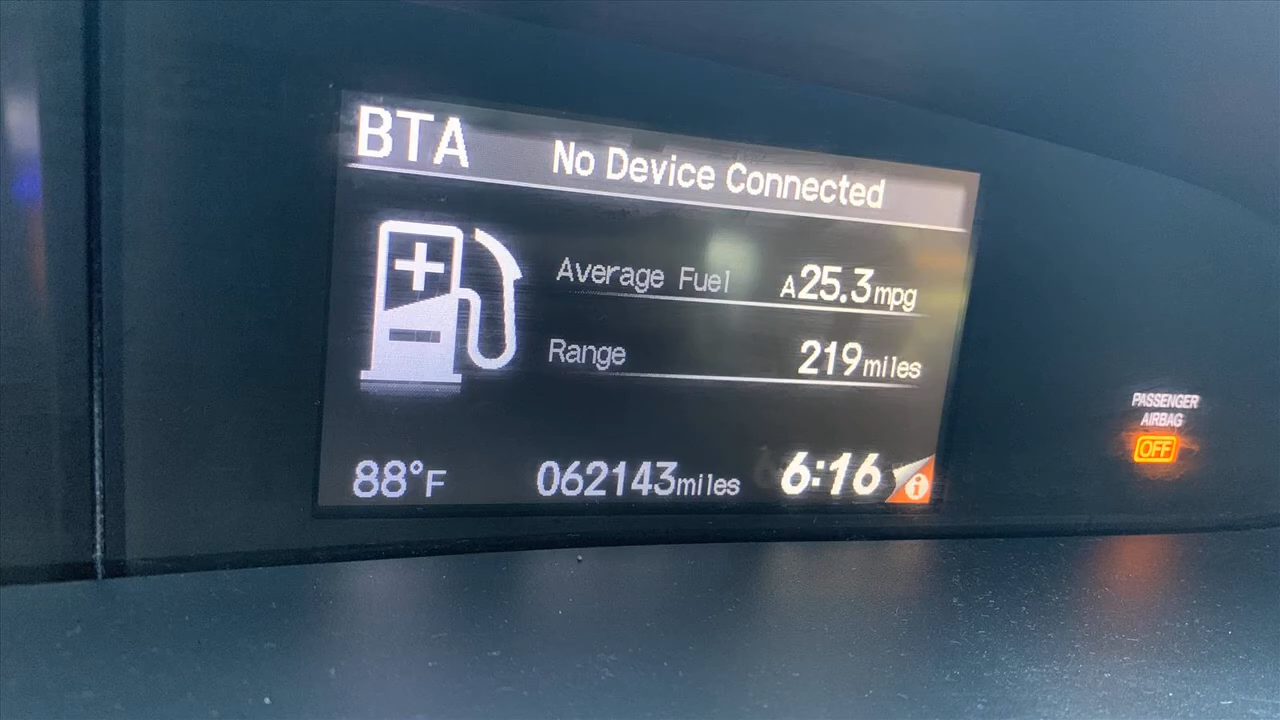 BTA No Device Connected
Average Fuel A25.3mpg
Range 219miles
88°F 062143miles 6:16 i
PASSENGER
AIRBAG
OFF